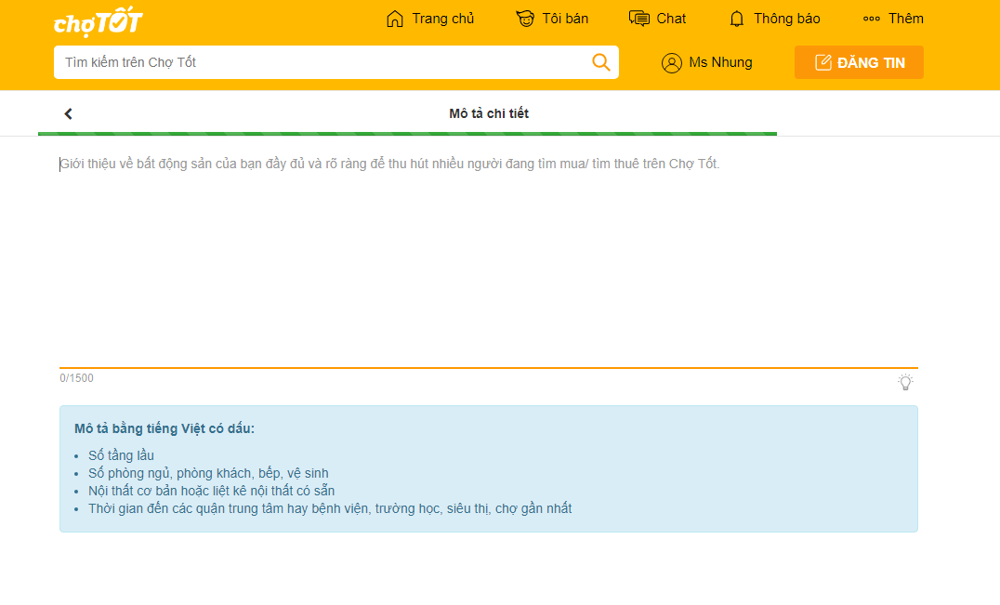 chợTỐT
Trang chủ
Tôi bán
Chat
Thông báo
Thêm
Tìm kiếm trên Chợ Tốt
Ms Nhung
ĐĂNG TIN
Mô tả chi tiết
Giới thiệu về bất động sản của bạn đầy đủ và rõ ràng để thu hút nhiều người đang tìm mua/ tìm thuê trên Chợ Tốt.
0/1500
Mô tả bằng tiếng Việt có dấu:
Số tầng lầu
Số phòng ngủ, phòng khách, bếp, vệ sinh
Nội thất cơ bản hoặc liệt kê nội thất có sẵn
Thời gian đến các quận trung tâm hay bệnh viện, trường học, siêu thị, chợ gần nhất